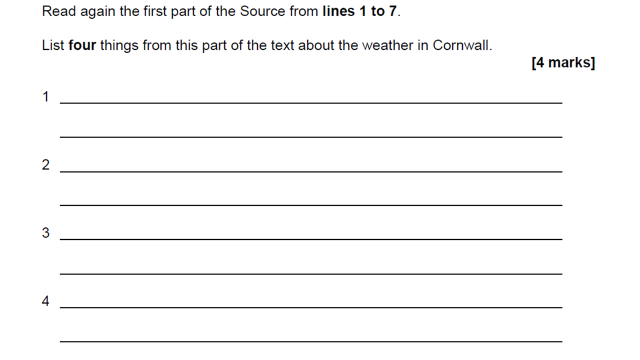 Read again the first part of the Source from lines 1 to 7.
List four things from this part of the text about the weather in Cornwall.
[4 marks]
1
2
3
4